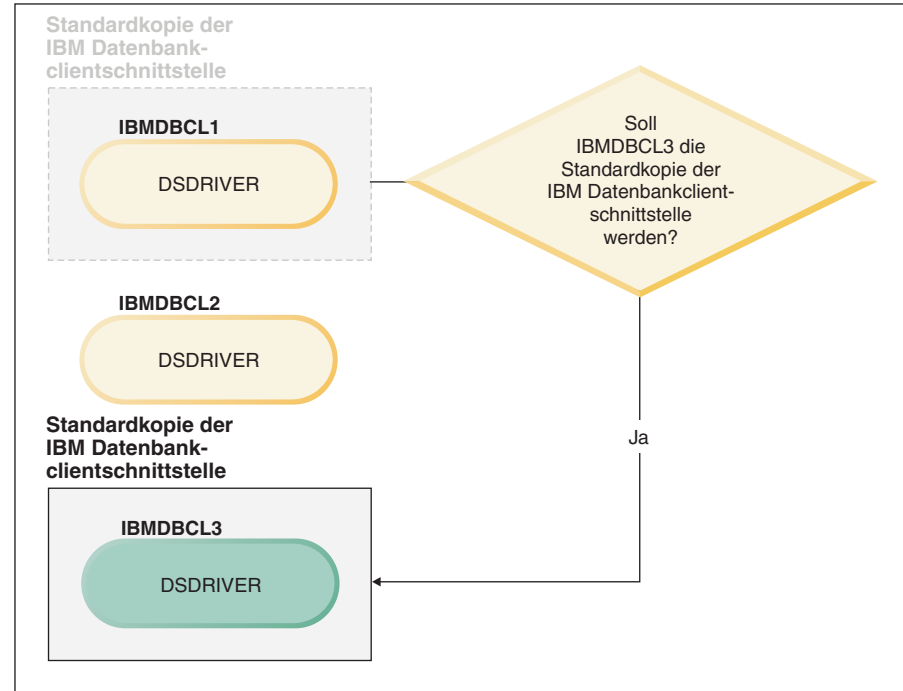 Standardkopie der
IBM Datenbank-
clientschnittstelle
IBMDBCL1
DSDRIVER
Soll
IBMDBCL3 die
Standardkopie der
IBM Datenbankclient-
schnittstelle
werden?
IBMDBCL2
DSDRIVER
Standardkopie der
IBM Datenbank-
clientschnittstelle
Ja
IBMDBCL3
DSDRIVER